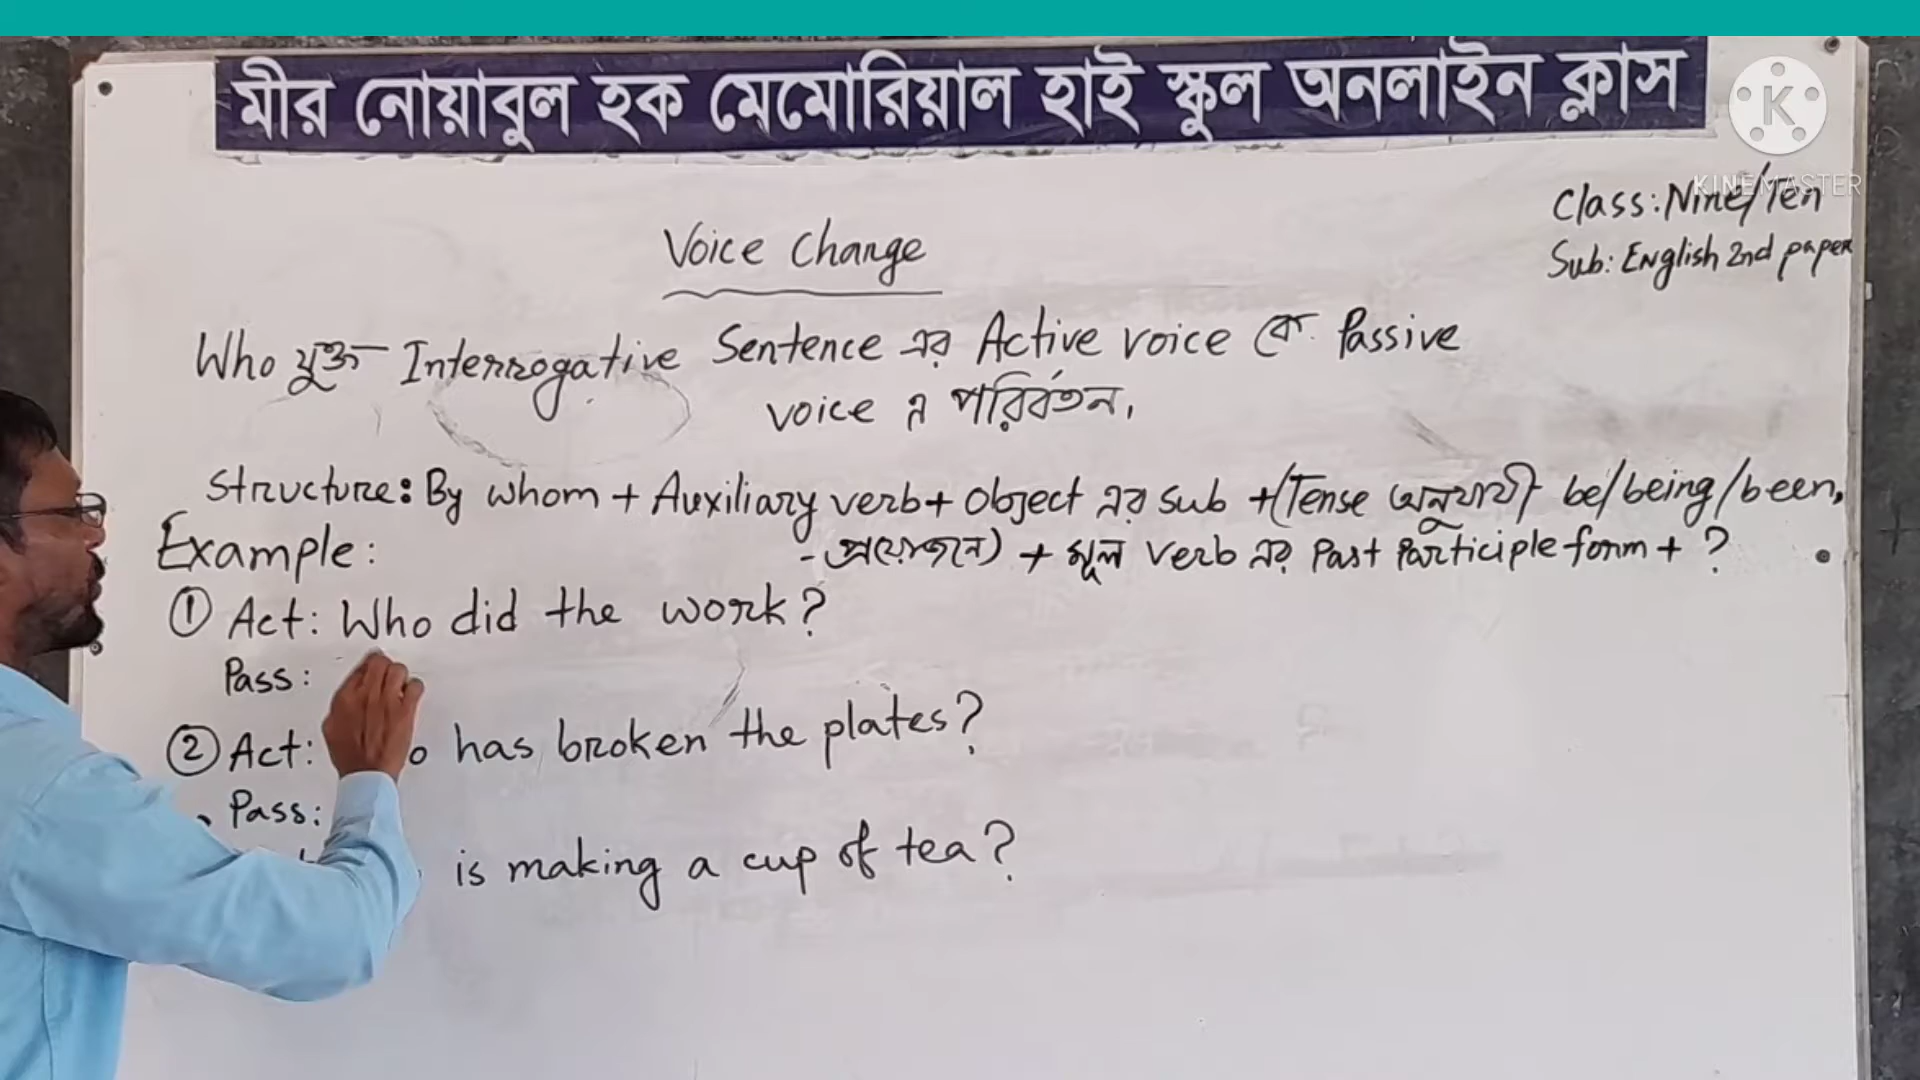 মীর নোয়াবুল হক মেমোরিয়াল হাই স্কুল অনলাইন ক্লাস
K
KINEMASTER
Class: Nine/Ten
Sub: English 2nd paper
Voice Change
Who যুক্ত Interrogative Sentence এর Active voice কে Passive
voice এ পরিবর্তন।
Structure: By whom + Auxiliary verb + Object এর sub + (Tense অনুযায়ী be/being/been,
- প্রয়োজনে) + মূল verb এর Past Participle form + ?
Example:
① Act: Who did the work?
Pass:
② Act: o has broken the plates?
Pass:
is making a cup of tea?